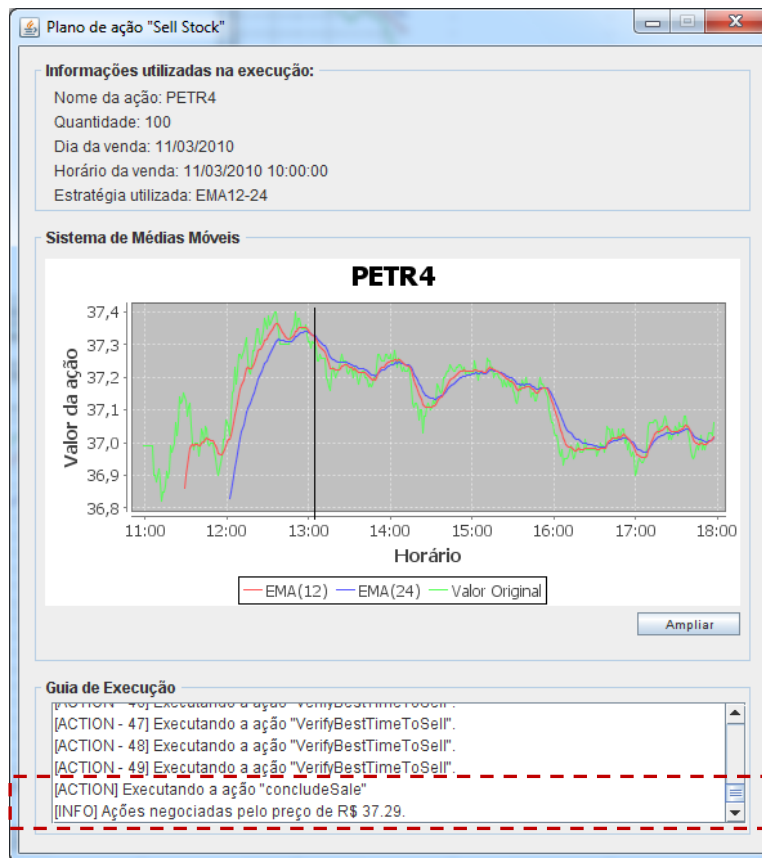 Plano de ação "Sell Stock"
Informações utilizadas na execução:
Nome da ação: PETR4
Quantidade: 100
Dia da venda: 11/03/2010
Horário da venda: 11/03/2010 10:00:00
Estratégia utilizada: EMA12-24
Sistema de Médias Móveis
PETR4
Valor da ação
37,4
37,3
37,2
37,1
37,0
36,9
36,8
11:00 12:00 13:00 14:00 15:00 16:00 17:00 18:00
Horário
EMA(12) EMA(24) Valor Original
Ampliar
Guia de Execução
[ACTION - 46] Executando a ação "VerifyBestTimeToSell".
[ACTION - 47] Executando a ação "VerifyBestTimeToSell".
[ACTION - 48] Executando a ação "VerifyBestTimeToSell".
[ACTION - 49] Executando a ação "VerifyBestTimeToSell".
[ACTION] Executando a ação "concludeSale"
[INFO] Ações negociadas pelo preço de R$ 37.29.